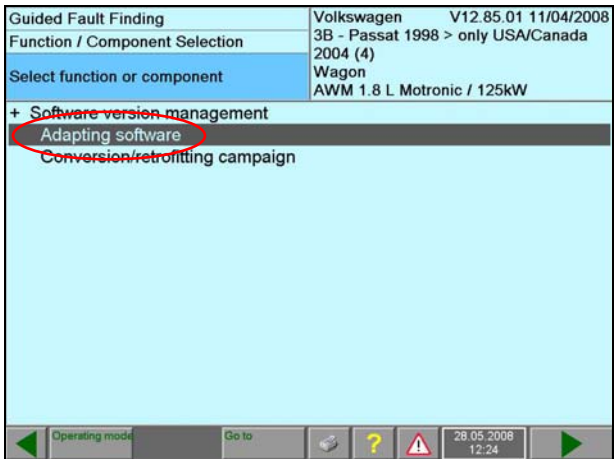 Guided Fault Finding
Function / Component Selection
Select function or component
Volkswagen V12.85.01 11/04/2008
3B - Passat 1998 > only USA/Canada
2004 (4)
Wagon
AWM 1.8 L Motronic / 125kW
+ Software version management
Adapting software
Conversion/retrofitting campaign
Operating mode
Go to
?
28.05.2008
12:24